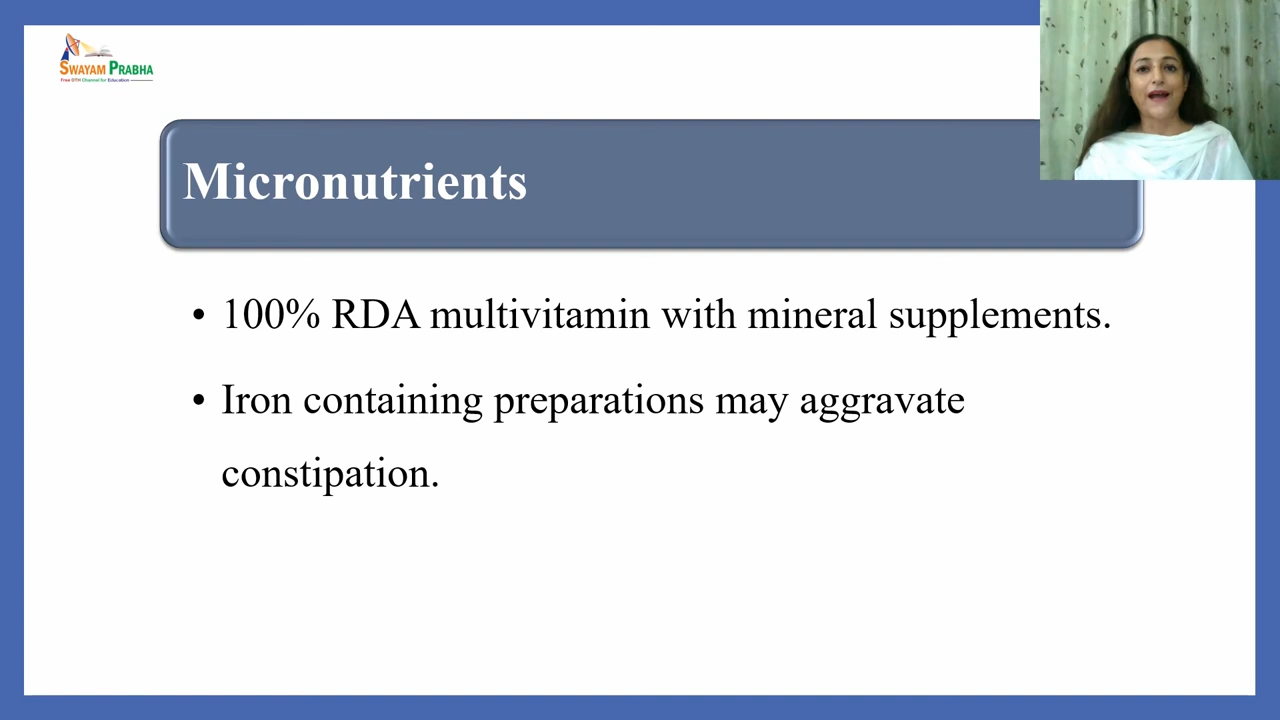 SWAYAM PRABHA
Free DTH Channel for Education
Micronutrients
• 100% RDA multivitamin with mineral supplements.
• Iron containing preparations may aggravate
constipation.